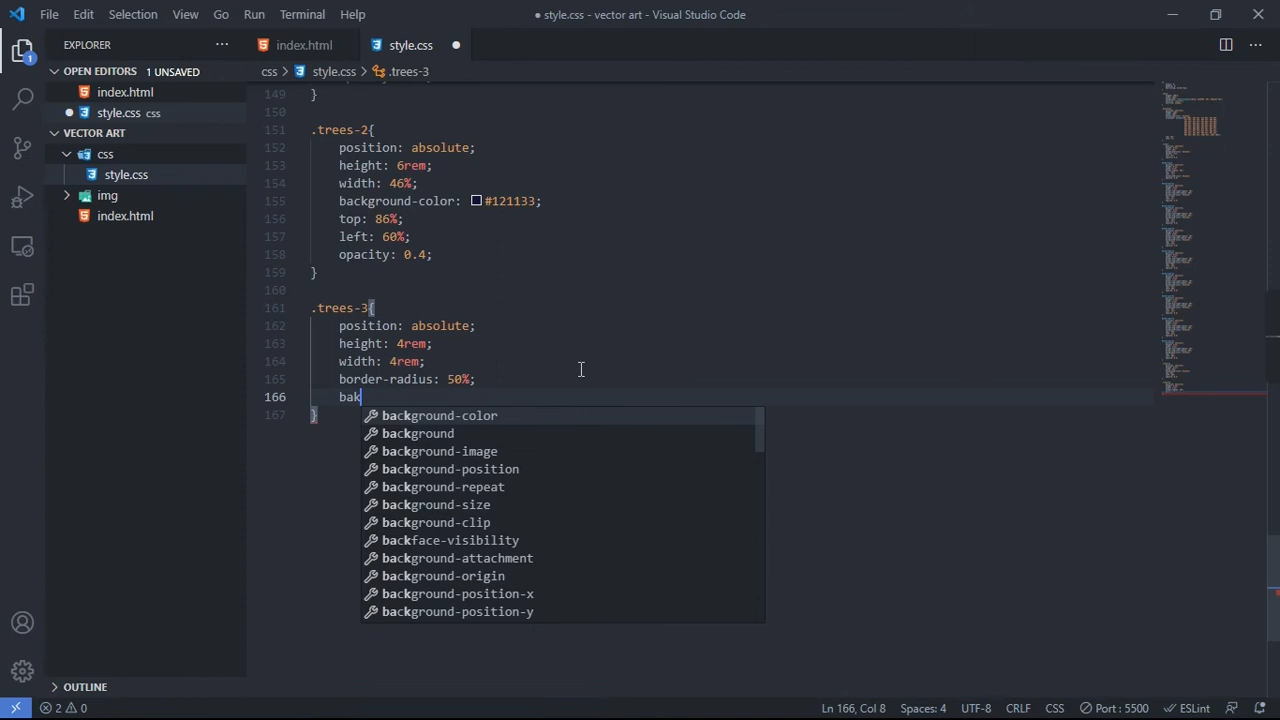 File Edit Selection View Go Run Terminal Help
● style.css - vector art - Visual Studio Code
EXPLORER ···
index.html style.css ●
OPEN EDITORS 1 UNSAVED
css > style.css > .trees-3
index.html
● style.css css
VECTOR ART
css
style.css
img
index.html
149 }
150
151 .trees-2{
152 position: absolute;
153 height: 6rem;
154 width: 46%;
155 background-color: #121133;
156 top: 86%;
157 left: 60%;
158 opacity: 0.4;
159 }
160
161 .trees-3{
162 position: absolute;
163 height: 4rem;
164 width: 4rem;
165 border-radius: 50%;
166 bak
167 }
background-color
background
background-image
background-position
background-repeat
background-size
background-clip
backface-visibility
background-attachment
background-origin
background-position-x
background-position-y
1
OUTLINE
2 0 Ln 166, Col 8 Spaces: 4 UTF-8 CRLF CSS Port : 5500 ESLint